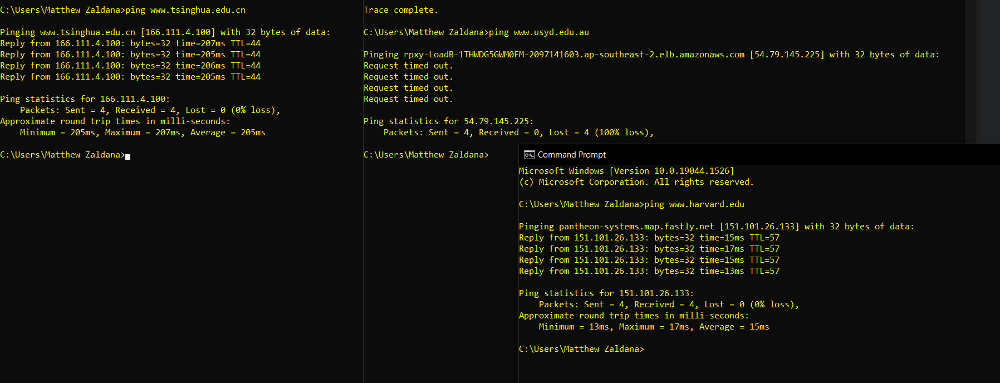 C:\Users\Matthew Zaldana>ping www.tsinghua.edu.cn

Pinging www.tsinghua.edu.cn [166.111.4.100] with 32 bytes of data:
Reply from 166.111.4.100: bytes=32 time=207ms TTL=44
Reply from 166.111.4.100: bytes=32 time=205ms TTL=44
Reply from 166.111.4.100: bytes=32 time=206ms TTL=44
Reply from 166.111.4.100: bytes=32 time=205ms TTL=44

Ping statistics for 166.111.4.100:
    Packets: Sent = 4, Received = 4, Lost = 0 (0% loss),
Approximate round trip times in milli-seconds:
    Minimum = 205ms, Maximum = 207ms, Average = 205ms

C:\Users\Matthew Zaldana>

Trace complete.

C:\Users\Matthew Zaldana>ping www.usyd.edu.au

Pinging rpxy-LoadB-1THWDG5GWM0FM-2097141603.ap-southeast-2.elb.amazonaws.com [54.79.145.225] with 32 bytes of data:
Request timed out.
Request timed out.
Request timed out.
Request timed out.

Ping statistics for 54.79.145.225:
    Packets: Sent = 4, Received = 0, Lost = 4 (100% loss),

C:\Users\Matthew Zaldana>

Command Prompt
Microsoft Windows [Version 10.0.19044.1526]
(c) Microsoft Corporation. All rights reserved.

C:\Users\Matthew Zaldana>ping www.harvard.edu

Pinging pantheon-systems.map.fastly.net [151.101.26.133] with 32 bytes of data:
Reply from 151.101.26.133: bytes=32 time=15ms TTL=57
Reply from 151.101.26.133: bytes=32 time=17ms TTL=57
Reply from 151.101.26.133: bytes=32 time=15ms TTL=57
Reply from 151.101.26.133: bytes=32 time=13ms TTL=57

Ping statistics for 151.101.26.133:
    Packets: Sent = 4, Received = 4, Lost = 0 (0% loss),
Approximate round trip times in milli-seconds:
    Minimum = 13ms, Maximum = 17ms, Average = 15ms

C:\Users\Matthew Zaldana>